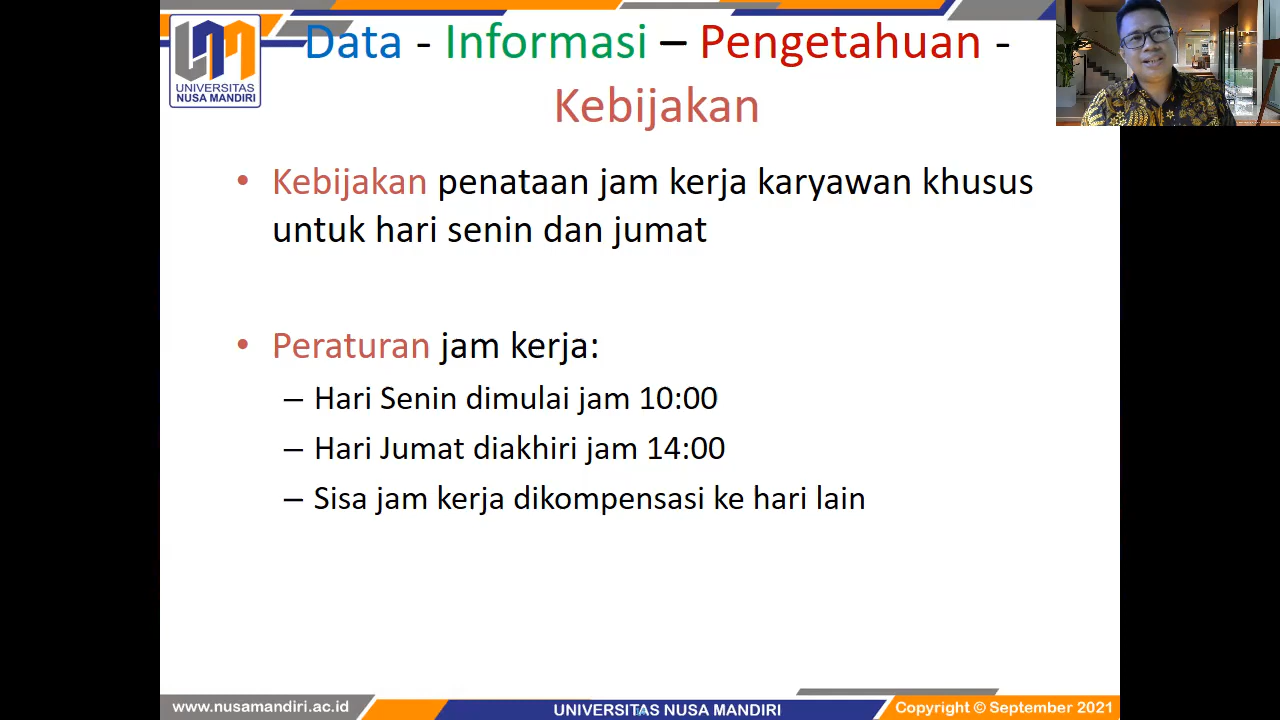 UNIVERSITAS
NUSA MANDIRI
Data - Informasi – Pengetahuan -
Kebijakan
• Kebijakan penataan jam kerja karyawan khusus
untuk hari senin dan jumat
• Peraturan jam kerja:
– Hari Senin dimulai jam 10:00
– Hari Jumat diakhiri jam 14:00
– Sisa jam kerja dikompensasi ke hari lain
www.nusamandiri.ac.id
UNIVERSITAS NUSA MANDIRI
Copyright © September 2021